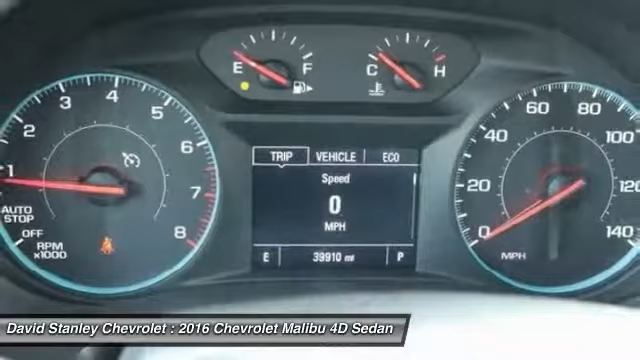 E F
C H
1 2 3 4 5 6 7 8
AUTO
STOP
OFF
RPM
x1000
TRIP VEHICLE ECO
Speed
0
MPH
E 39910 mi P
0 20 40 60 80 100 120 140
MPH
David Stanley Chevrolet : 2016 Chevrolet Malibu 4D Sedan